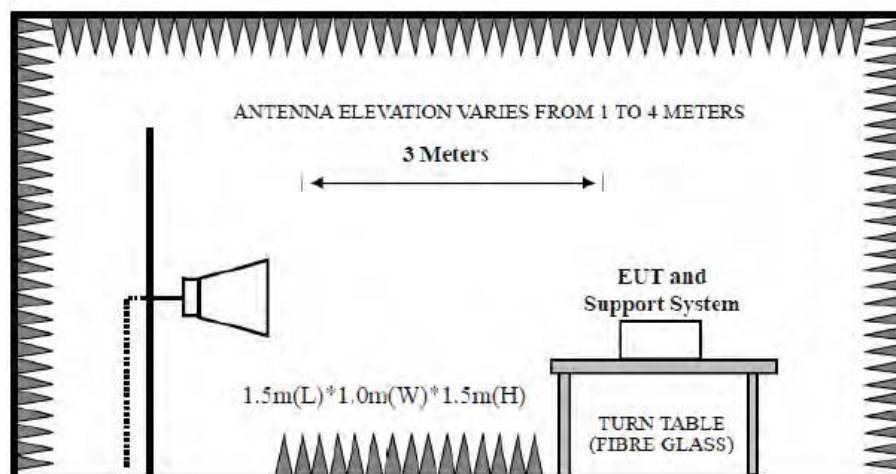 ANTENNA ELEVATION VARIES FROM 1 TO 4 METERS
3 Meters
EUT and
Support System
1.5m(L)*1.0m(W)*1.5m(H)
TURN TABLE
(FIBRE GLASS)